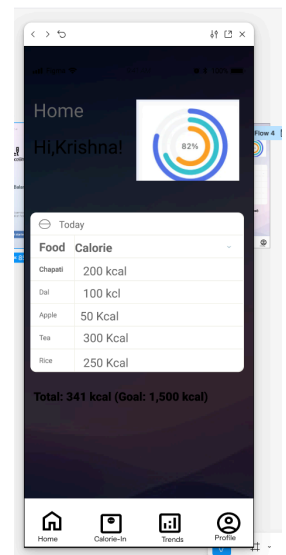 Home
Hi,Krishna!
82%
Flow 4
Today
Food Calorie
Chapati 200 kcal
Dal 100 kcl
Apple 50 Kcal
Tea 300 Kcal
Rice 250 Kcal
Total: 341 kcal (Goal: 1,500 kcal)
Home Calorie-In Trends Profile